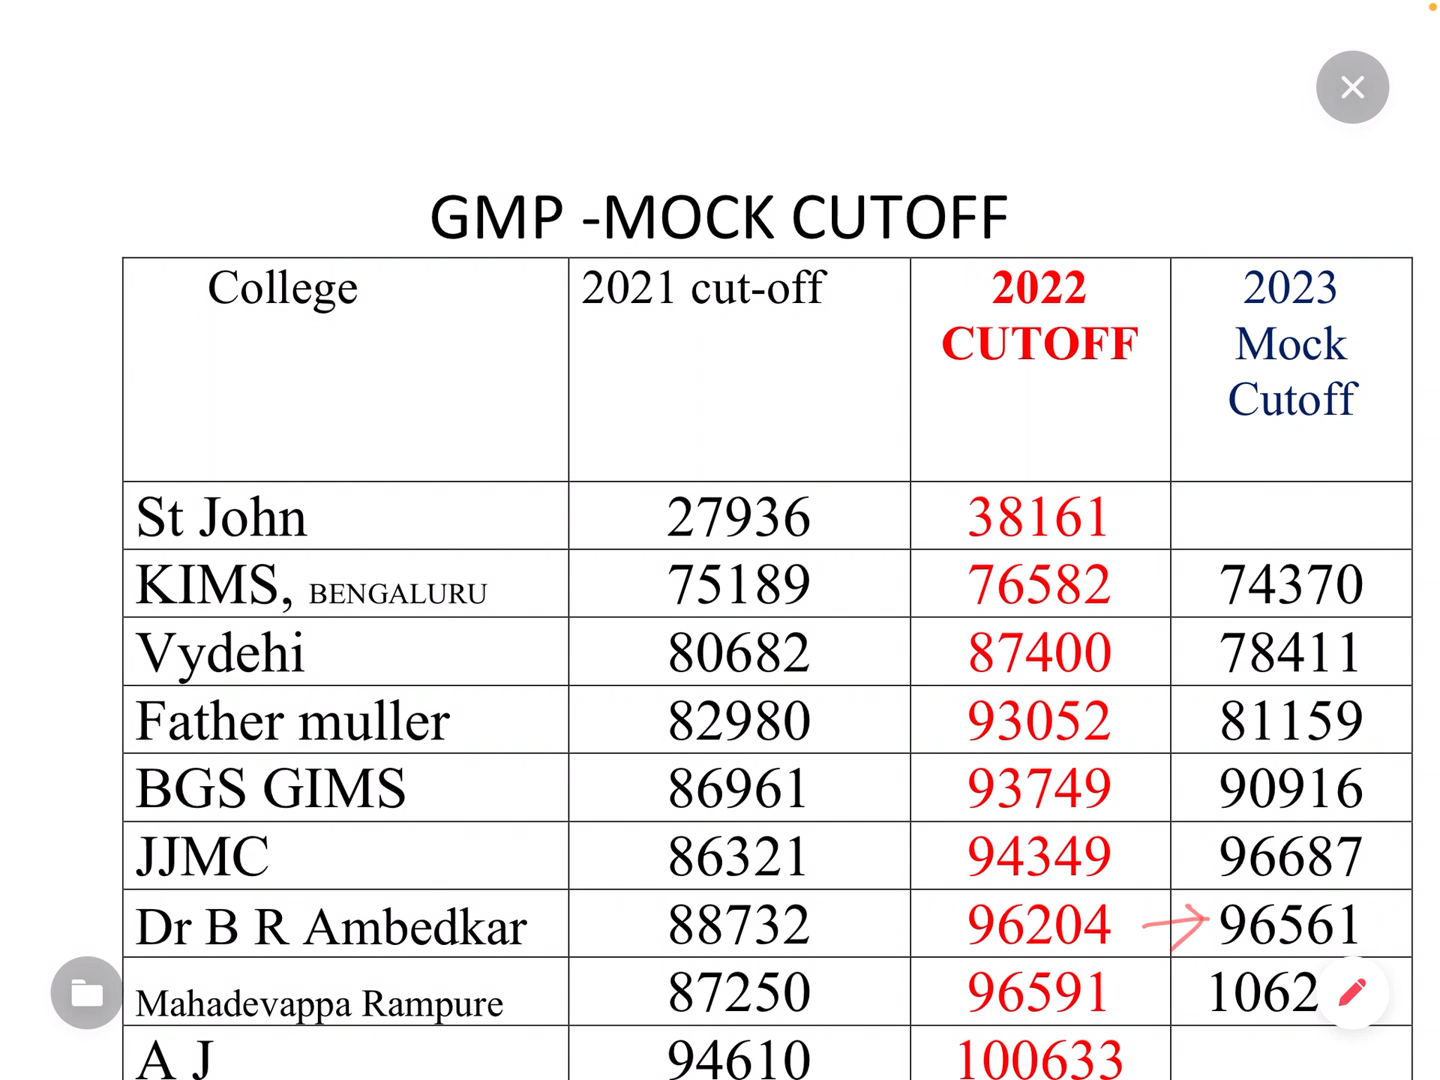 GMP -MOCK CUTOFF
College 2021 cut-off 2022 CUTOFF 2023 Mock Cutoff
St John 27936 38161
KIMS, BENGALURU 75189 76582 74370
Vydehi 80682 87400 78411
Father muller 82980 93052 81159
BGS GIMS 86961 93749 90916
JJMC 86321 94349 96687
Dr B R Ambedkar 88732 96204 96561
Mahadevappa Rampure 87250 96591
A J 94610 100633